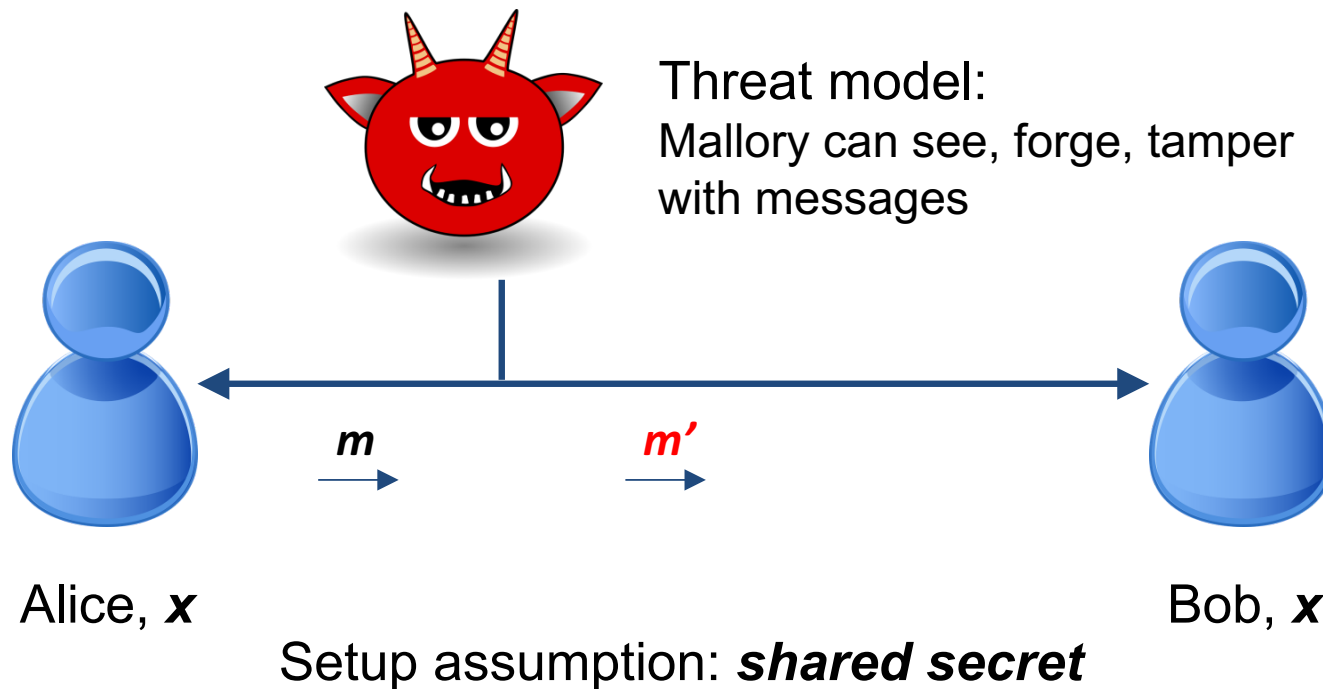 Threat model:
Mallory can see, forge, tamper
with messages
m
m’
Alice, x
Bob, x
Setup assumption: shared secret